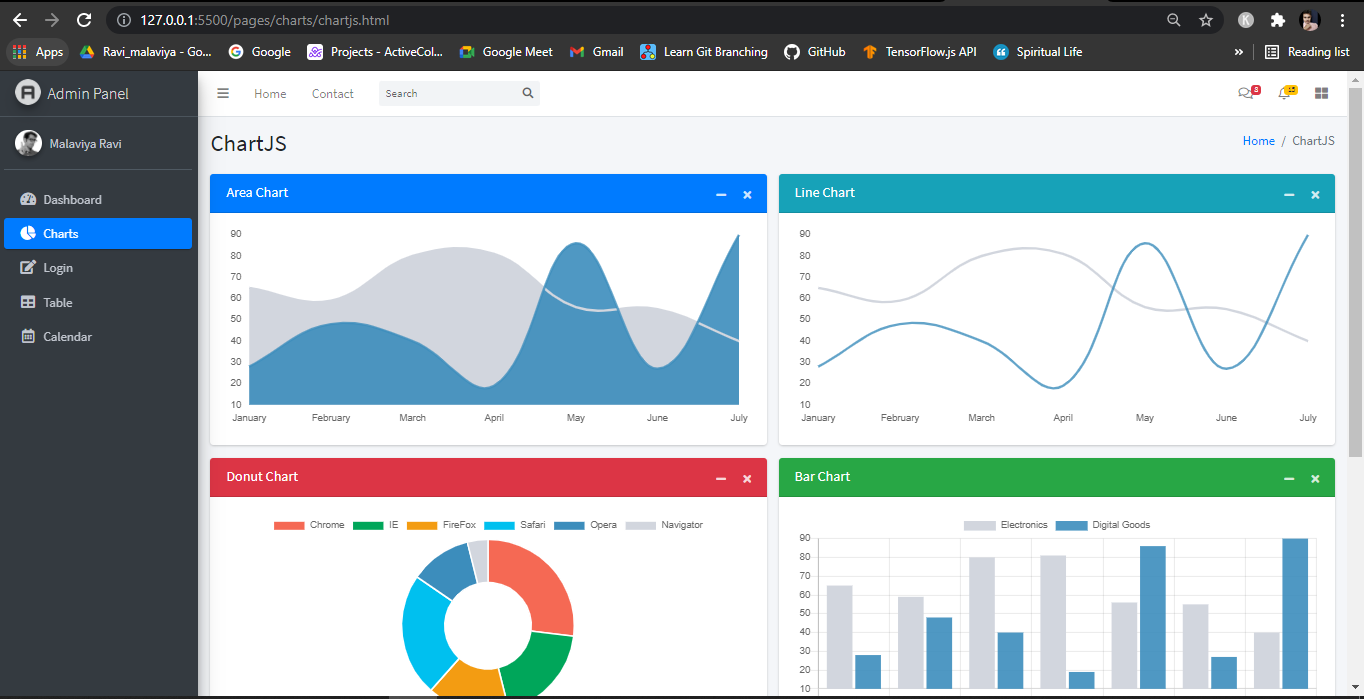 127.0.0.1:5500/pages/charts/chartjs.html K
Apps Ravi_malaviya - Go... Google Projects - ActiveCol... Google Meet Gmail Learn Git Branching GitHub TensorFlow.js API Spiritual Life » Reading list
Admin Panel
Malaviya Ravi
Dashboard
Charts
Login
Table
Calendar
Home Contact Search 8 15
ChartJS
Home / ChartJS
Area Chart
90
80
70
60
50
40
30
20
10
January February March April May June July
Line Chart
90
80
70
60
50
40
30
20
10
January February March April May June July
Donut Chart
Chrome IE FireFox Safari Opera Navigator
Bar Chart
Electronics Digital Goods
90
80
70
60
50
40
30
20
10